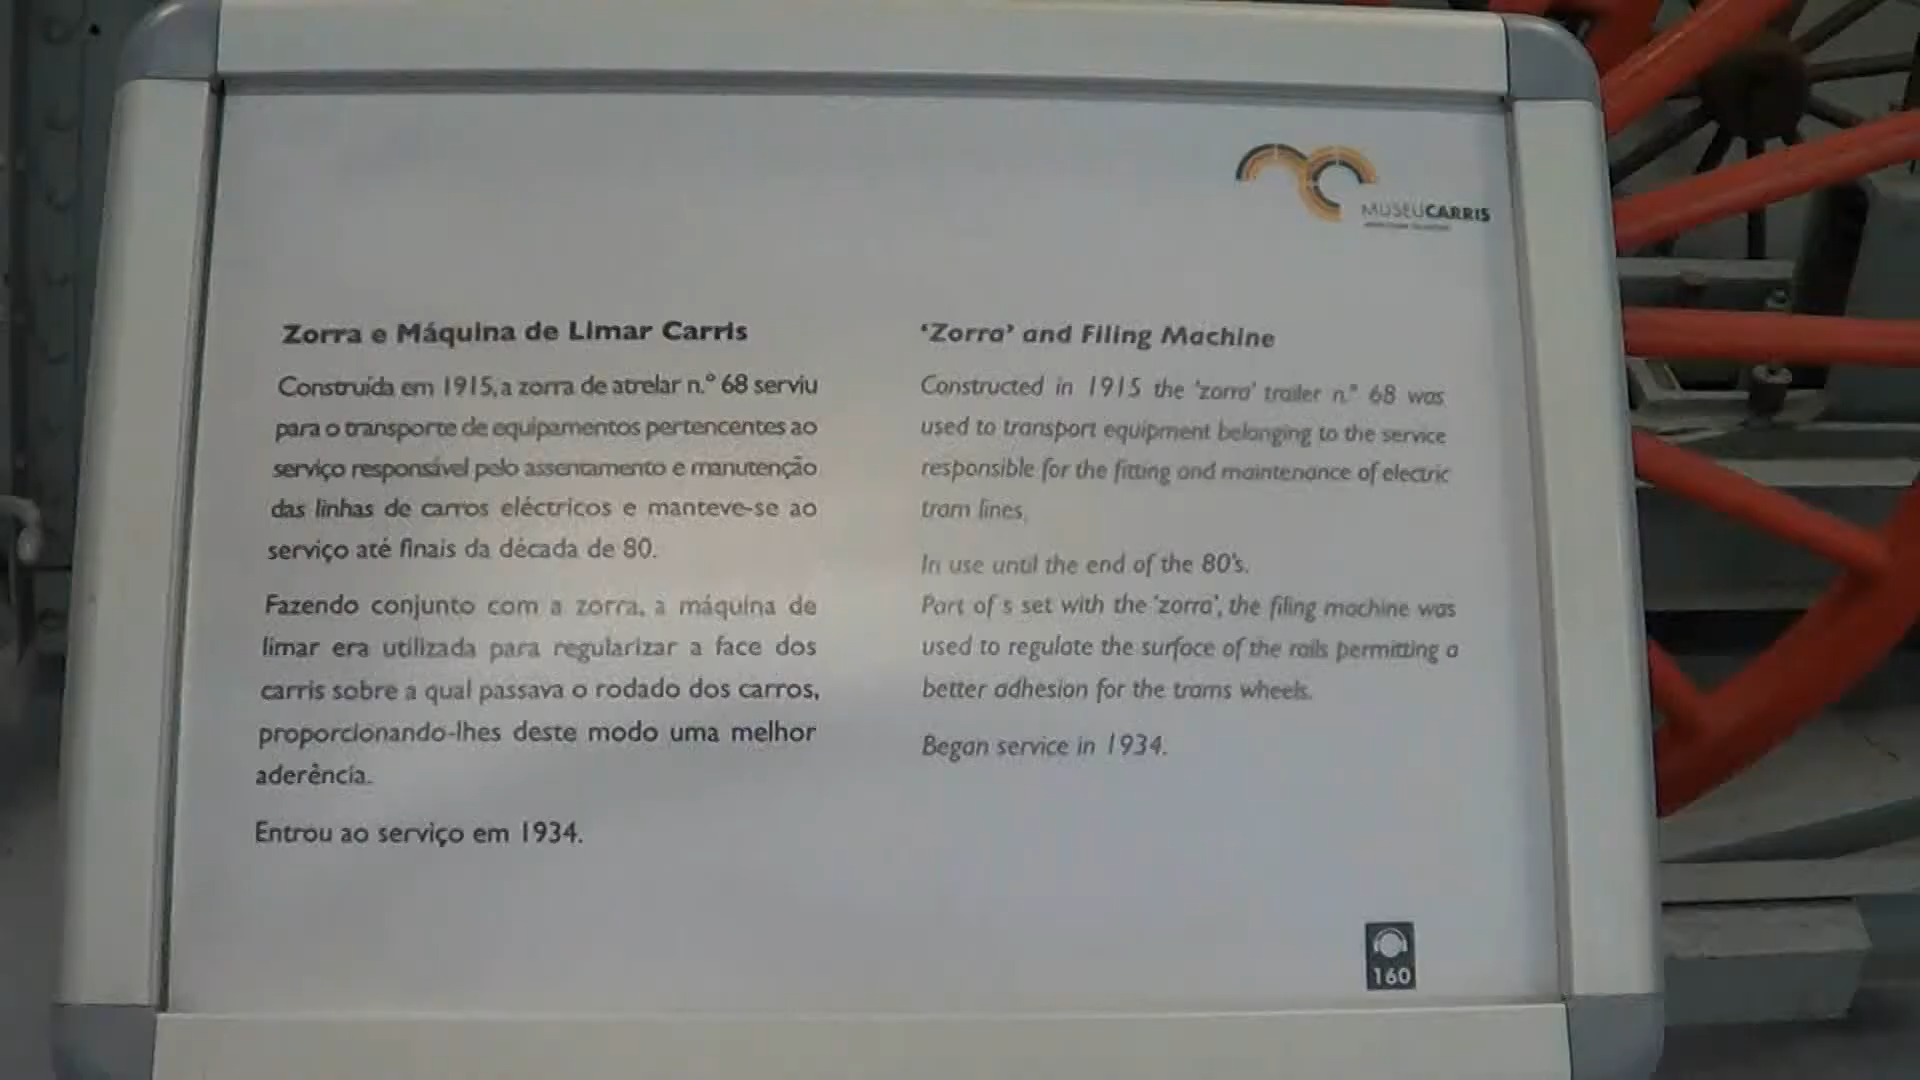 MUSEUCARRIS
Zorra e Máquina de Limar Carris
Construída em 1915, a zorra de atrelar n.º 68 serviu
para o transporte de equipamentos pertencentes ao
serviço responsável pelo assentamento e manutenção
das linhas de carros eléctricos e manteve-se ao
serviço até finais da década de 80.
Fazendo conjunto com a zorra, a máquina de
limar era utilizada para regularizar a face dos
carris sobre a qual passava o rodado dos carros,
proporcionando-lhes deste modo uma melhor
aderência.
Entrou ao serviço em 1934.
‘Zorra’ and Filing Machine
Constructed in 1915 the ‘zorra’ trailer n.º 68 was
used to transport equipment belonging to the service
responsible for the fitting and maintenance of electric
tram lines.
In use until the end of the 80’s.
Part of s set with the ‘zorra’, the filing machine was
used to regulate the surface of the rails permitting a
better adhesion for the trams wheels.
Began service in 1934.
160